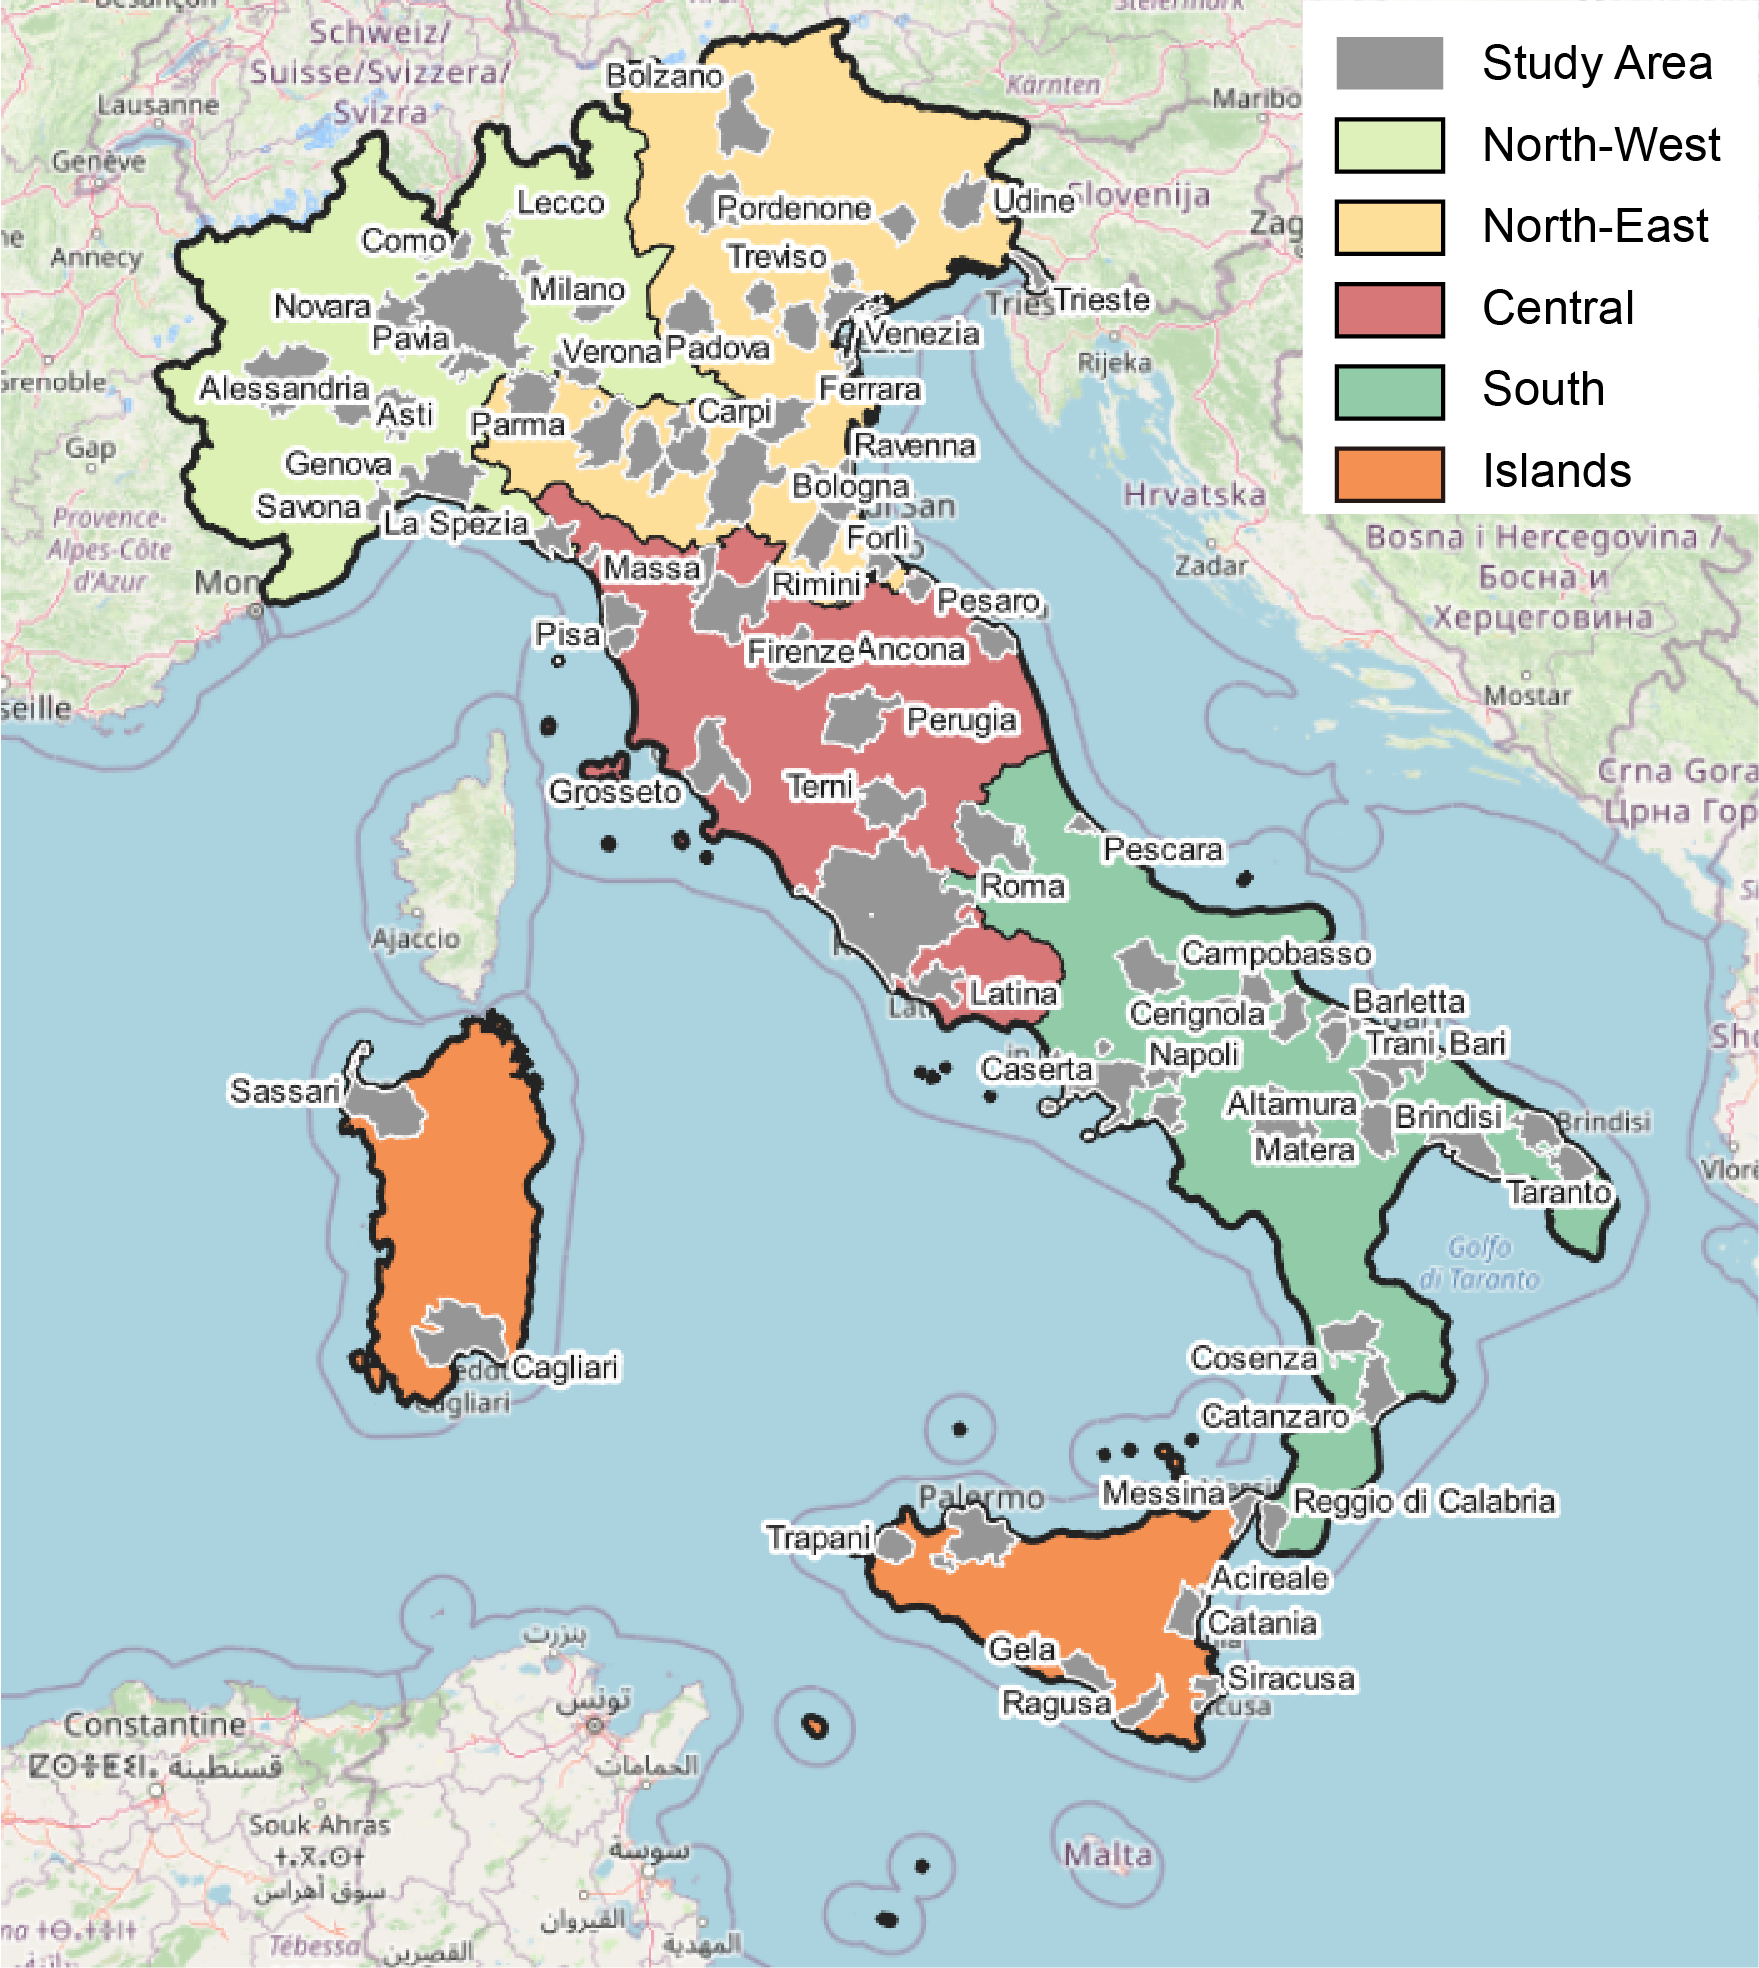 Schweiz/
Suisse/Svizzera/
Svizra
Lausanne
Genève
Annecy
Grenoble
Gap
Provence-
Alpes-Côte
d'Azur
Mon
seille
Ajaccio
Steiermark
Kärnten
Maribo
Slovenija
Zag
Rijeka
Hrvatska
Zadar
Bosna i Hercegovina /
Босна и
Херцеговина
Mostar
Crna Gora
Црна Гор
Vlorë
Study Area
North-West
North-East
Central
South
Islands
Bolzano
Lecco
Como
Pordenone
Udine
Treviso
Milano
Novara
Tries
Trieste
Pavia
Venezia
Verona
Padova
Alessandria
Ferrara
Asti
Carpi
Parma
Ravenna
Genova
Bologna
Savona
di San
La Spezia
Forlì
Massa
Rimini
Pesaro
Pisa
Firenze
Ancona
Perugia
Terni
Grosseto
Pescara
Roma
Campobasso
Latina
Cerignola
Barletta
Trani
Bari
Napoli
Caserta
Sassari
Altamura
Brindisi
Brindisi
Matera
Taranto
Golfo
di Taranto
Cosenza
Cagliari
Cagliari
Catanzaro
Messina
Palermo
Reggio di Calabria
Trapani
Acireale
Catania
Gela
Siracusa
cusa
Ragusa
Malta
بنزرت
تونس
Constantine
قسنطينة
الحمامات
Souk Ahras
ⵜ.ⴳ.ⵙⵜ
سوق أهراس
سوسة
القيروان
Tébessa
القصرين
المهدية